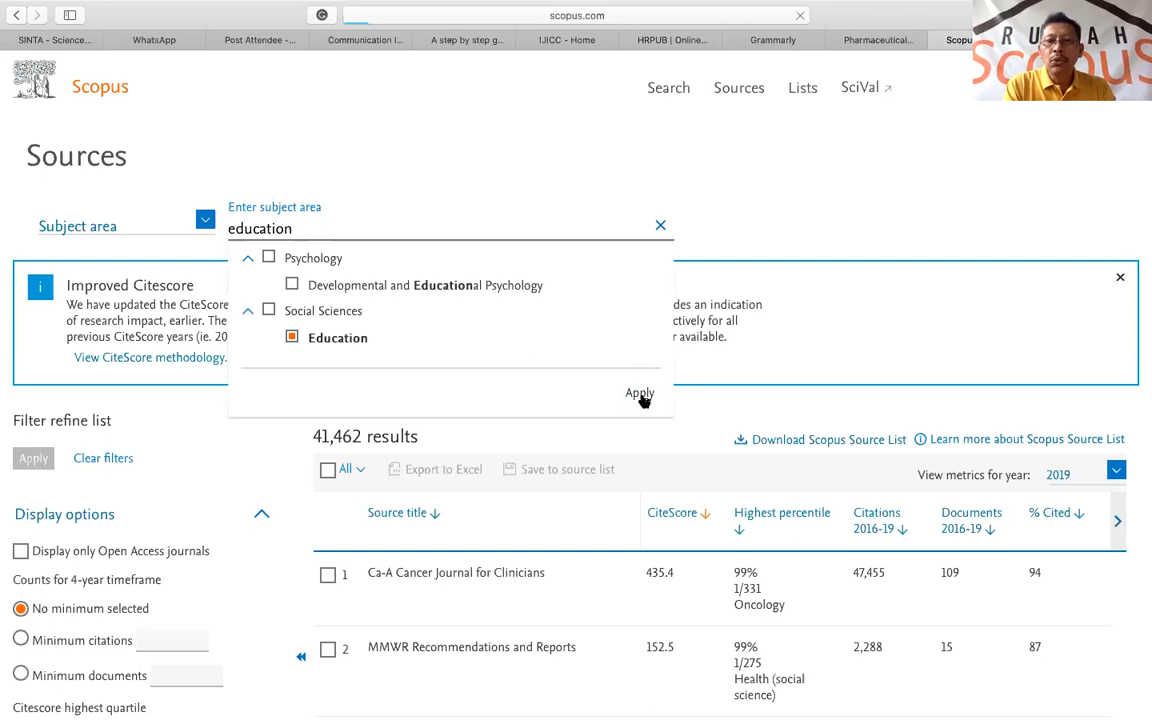 scopus.com
SINTA - Science...
WhatsApp
Post Attendee -...
Communication I...
A step by step g...
IJICC - Home
HRPUB | Online...
Grammarly
Pharmaceutical...
Scopu
RUMAH
Scopus
Scopus
Search
Sources
Lists
SciVal
Sources
Subject area
Enter subject area
education
Psychology
Developmental and Educational Psychology
Social Sciences
Education
Apply
i
Improved Citescore
We have updated the CiteScore
of research impact, earlier. The
previous CiteScore years (ie. 20
View CiteScore methodology.
des an indication
ectively for all
r available.
Filter refine list
Apply
Clear filters
41,462 results
Download Scopus Source List
Learn more about Scopus Source List
All
Export to Excel
Save to source list
View metrics for year:
2019
Display options
Display only Open Access journals
Counts for 4-year timeframe
No minimum selected
Minimum citations
Minimum documents
Citescore highest quartile
Source title
CiteScore
Highest percentile
Citations
2016-19
Documents
2016-19
% Cited
1
Ca-A Cancer Journal for Clinicians
435.4
99%
1/331
Oncology
47,455
109
94
2
MMWR Recommendations and Reports
152.5
99%
1/275
Health (social
science)
2,288
15
87